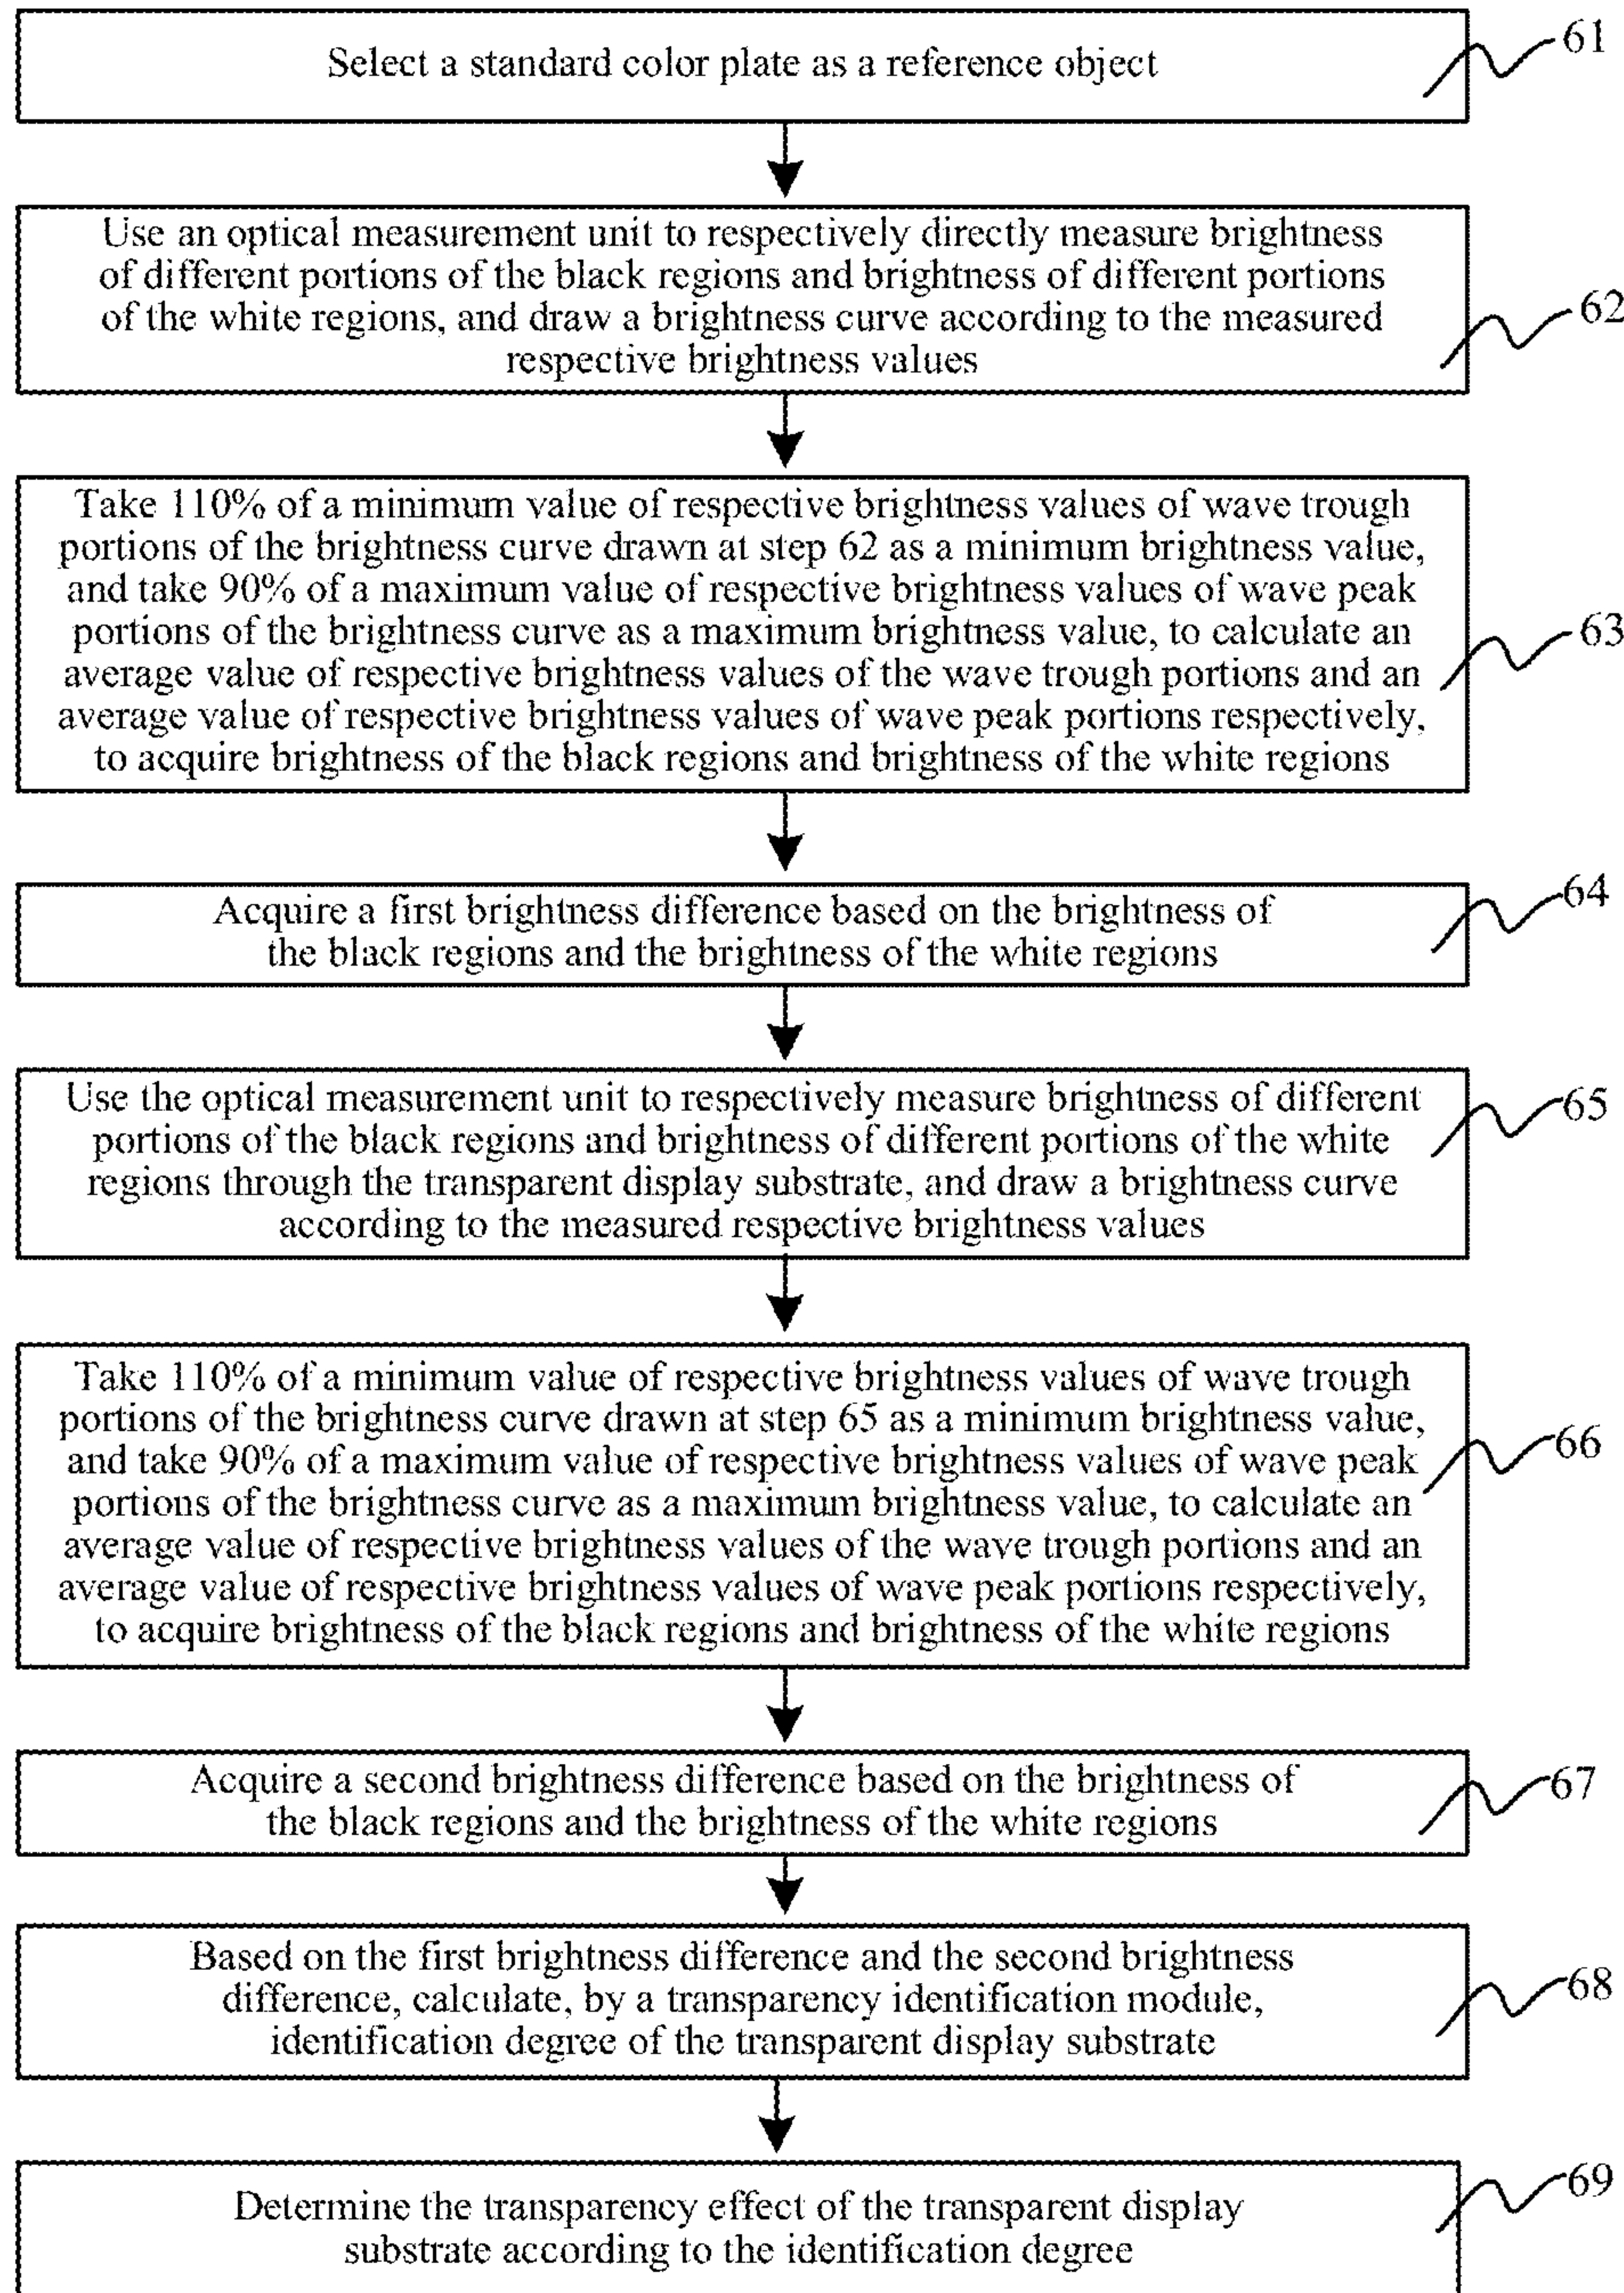 Select a standard color plate as a reference object
61
Use an optical measurement unit to respectively directly measure brightness
of different portions of the black regions and brightness of different portions
of the white regions, and draw a brightness curve according to the measured
respective brightness values
62
Take 110% of a minimum value of respective brightness values of wave trough
portions of the brightness curve drawn at step 62 as a minimum brightness value,
and take 90% of a maximum value of respective brightness values of wave peak
portions of the brightness curve as a maximum brightness value, to calculate an
average value of respective brightness values of the wave trough portions and an
average value of respective brightness values of wave peak portions respectively,
to acquire brightness of the black regions and brightness of the white regions
63
Acquire a first brightness difference based on the brightness of
the black regions and the brightness of the white regions
64
Use the optical measurement unit to respectively measure brightness of different
portions of the black regions and brightness of different portions of the white
regions through the transparent display substrate, and draw a brightness curve
according to the measured respective brightness values
65
Take 110% of a minimum value of respective brightness values of wave trough
portions of the brightness curve drawn at step 65 as a minimum brightness value,
and take 90% of a maximum value of respective brightness values of wave peak
portions of the brightness curve as a maximum brightness value, to calculate an
average value of respective brightness values of the wave trough portions and an
average value of respective brightness values of wave peak portions respectively,
to acquire brightness of the black regions and brightness of the white regions
66
Acquire a second brightness difference based on the brightness of
the black regions and the brightness of the white regions
67
Based on the first brightness difference and the second brightness
difference, calculate, by a transparency identification module,
identification degree of the transparent display substrate
68
Determine the transparency effect of the transparent display
substrate according to the identification degree
69